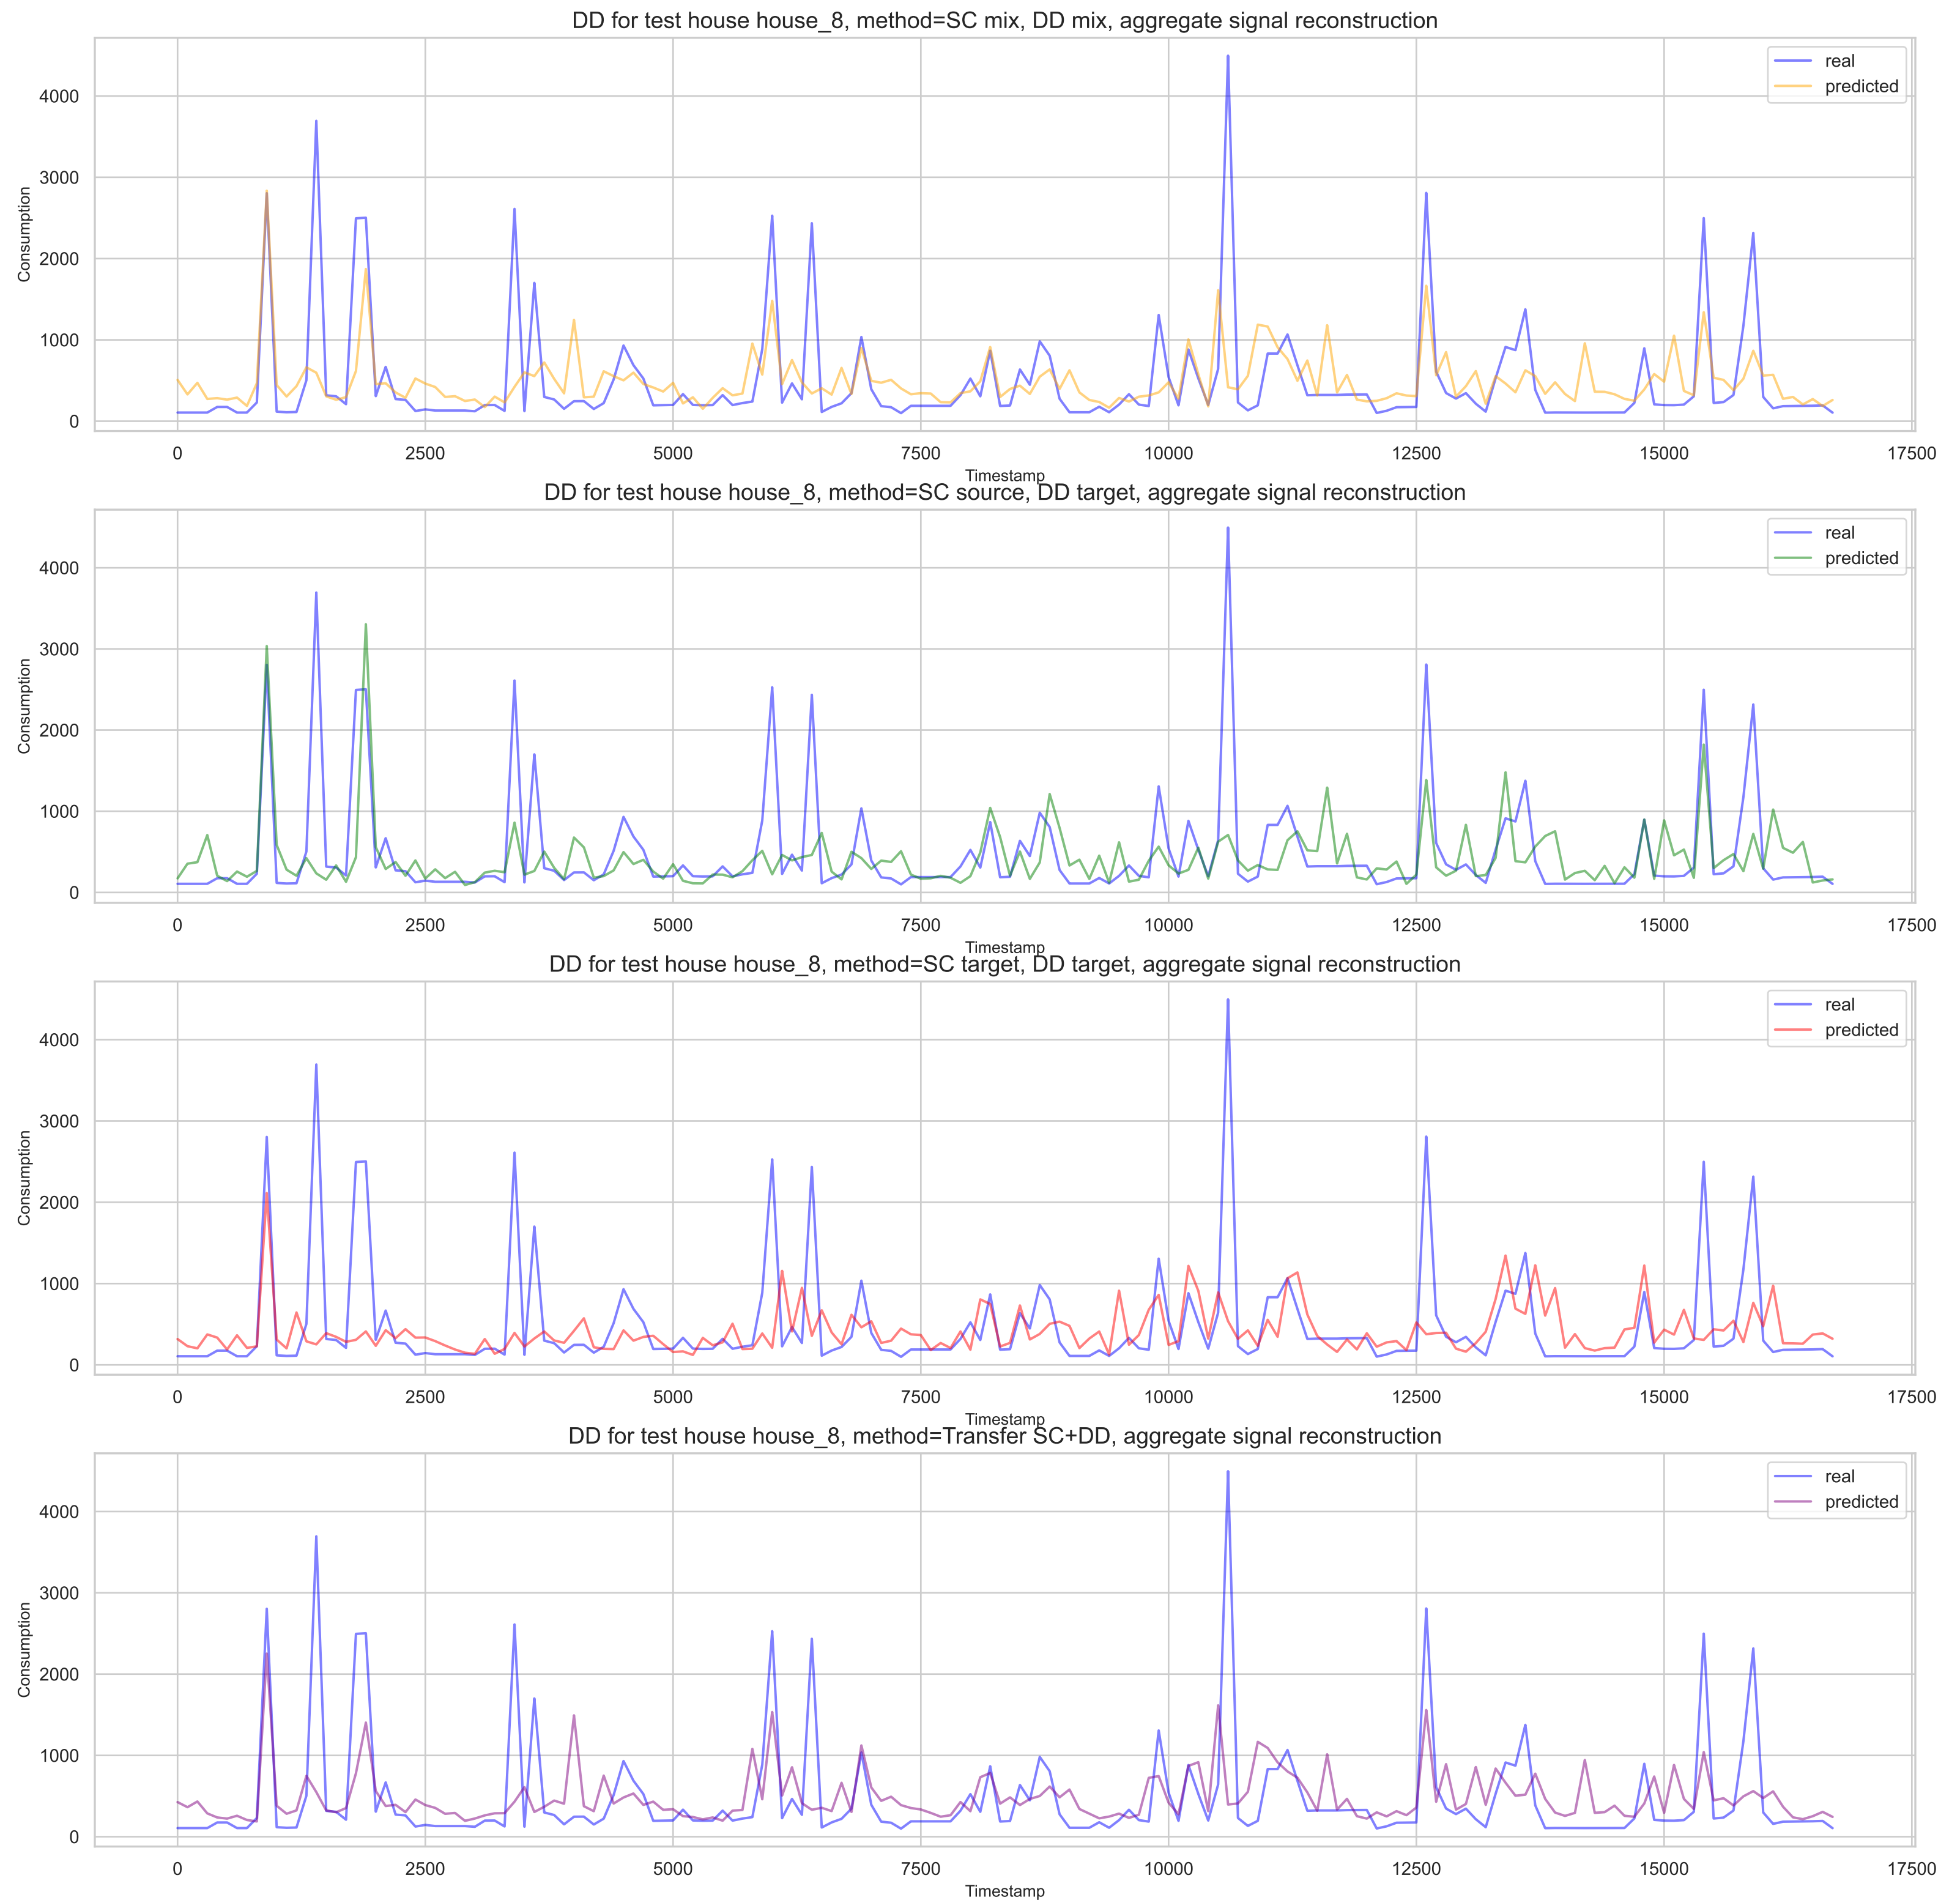 DD for test house house_8, method=SC mix, DD mix, aggregate signal reconstruction
real
predicted
Consumption
4000
3000
2000
1000
0
0 2500 5000 7500 10000 12500 15000 17500
Timestamp
DD for test house house_8, method=SC source, DD target, aggregate signal reconstruction
real
predicted
Consumption
4000
3000
2000
1000
0
0 2500 5000 7500 10000 12500 15000 17500
Timestamp
DD for test house house_8, method=SC target, DD target, aggregate signal reconstruction
real
predicted
Consumption
4000
3000
2000
1000
0
0 2500 5000 7500 10000 12500 15000 17500
Timestamp
DD for test house house_8, method=Transfer SC+DD, aggregate signal reconstruction
real
predicted
Consumption
4000
3000
2000
1000
0
0 2500 5000 7500 10000 12500 15000 17500
Timestamp